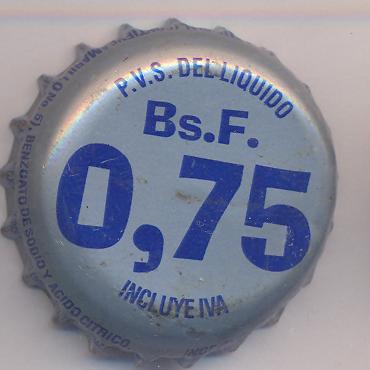 P.V.S. DEL LIQUIDO
Bs.F.
0,75
INCLUYE IVA
BENZOATO DE SODIO Y ACIDO CITRICO.